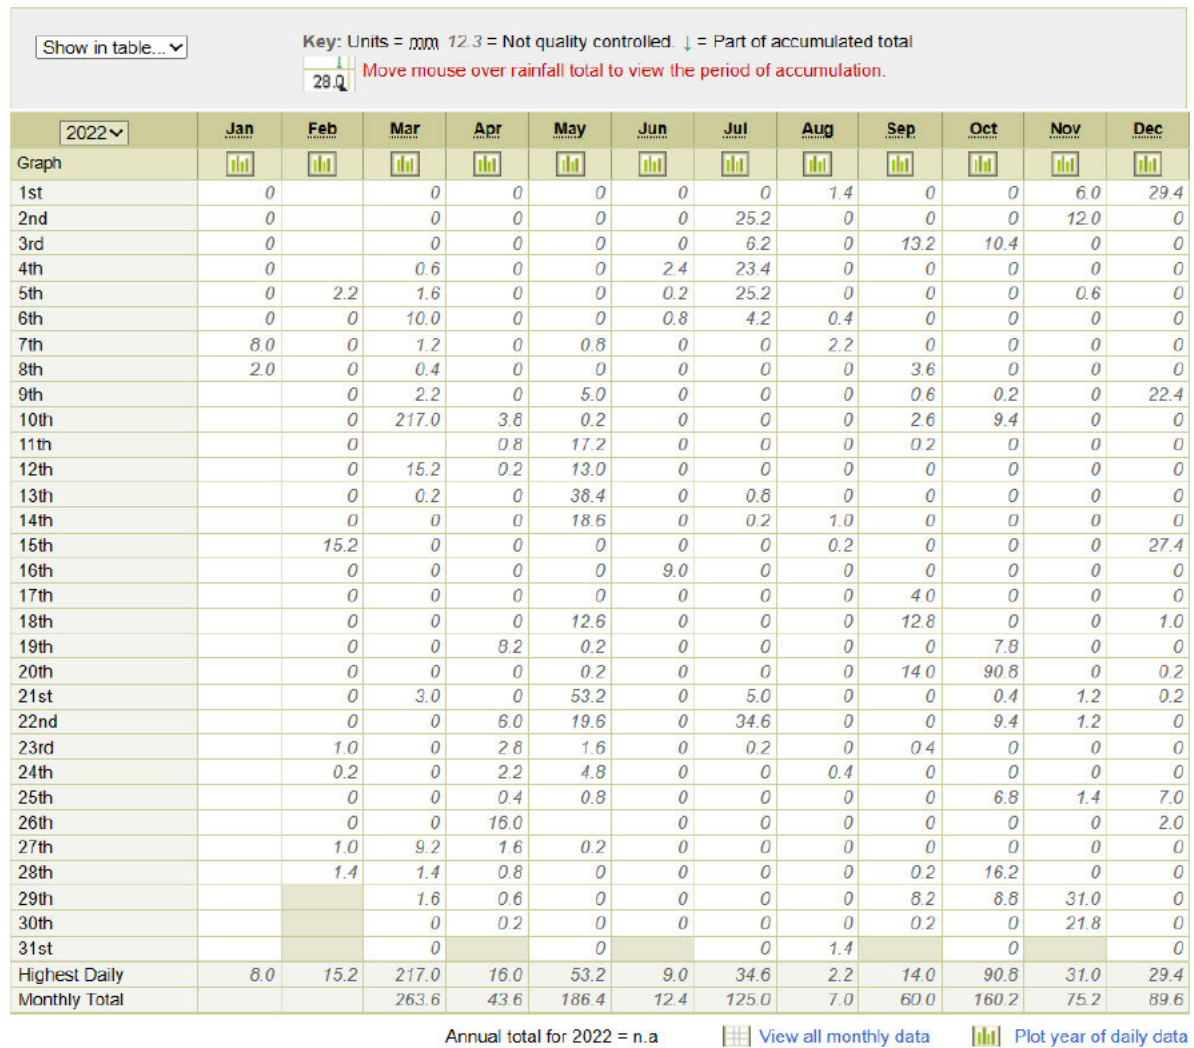 Show in table...
Key: Units = mm 12.3 = Not quality controlled. ↓ = Part of accumulated total
28.0 Move mouse over rainfall total to view the period of accumulation.
2022 Jan Feb Mar Apr May Jun Jul Aug Sep Oct Nov Dec
Graph
1st 0 0 0 0 0 0 1.4 0 0 6.0 29.4
2nd 0 0 0 0 0 25.2 0 0 0 12.0 0
3rd 0 0 0 0 0 6.2 0 13.2 10.4 0 0
4th 0 0.6 0 0 2.4 23.4 0 0 0 0 0
5th 0 2.2 1.6 0 0 0.2 25.2 0 0 0 0.6 0
6th 0 0 10.0 0 0 0.8 4.2 0.4 0 0 0 0
7th 8.0 0 1.2 0 0.8 0 0 2.2 0 0 0 0
8th 2.0 0 0.4 0 0 0 0 0 3.6 0 0 0
9th 0 2.2 0 5.0 0 0 0 0.6 0.2 0 22.4
10th 0 217.0 3.8 0.2 0 0 0 2.6 9.4 0 0
11th 0 0.8 17.2 0 0 0 0.2 0 0 0
12th 0 15.2 0.2 13.0 0 0 0 0 0 0 0
13th 0 0.2 0 38.4 0 0.8 0 0 0 0 0
14th 0 0 0 18.6 0 0.2 1.0 0 0 0 0
15th 15.2 0 0 0 0 0 0.2 0 0 0 27.4
16th 0 0 0 0 9.0 0 0 0 0 0 0
17th 0 0 0 0 0 0 0 4.0 0 0 0
18th 0 0 0 12.6 0 0 0 12.8 0 0 1.0
19th 0 0 8.2 0.2 0 0 0 0 7.8 0 0
20th 0 0 0 0.2 0 0 0 14.0 90.8 0 0.2
21st 0 3.0 0 53.2 0 5.0 0 0 0.4 1.2 0.2
22nd 0 0 6.0 19.6 0 34.6 0 0 9.4 1.2 0
23rd 1.0 0 2.8 1.6 0 0.2 0 0.4 0 0 0
24th 0.2 0 2.2 4.8 0 0 0.4 0 0 0 0
25th 0 0 0.4 0.8 0 0 0 0 6.8 1.4 7.0
26th 0 0 16.0 0 0 0 0 0 0 2.0
27th 1.0 9.2 1.6 0.2 0 0 0 0 0 0 0
28th 1.4 1.4 0.8 0 0 0 0 0.2 16.2 0 0
29th 1.6 0.6 0 0 0 0 8.2 8.8 31.0 0
30th 0 0.2 0 0 0 0 0.2 0 21.8 0
31st 0 0 0 1.4 0 0
Highest Daily 8.0 15.2 217.0 16.0 53.2 9.0 34.6 2.2 14.0 90.8 31.0 29.4
Monthly Total 263.6 43.6 186.4 12.4 125.0 7.0 60.0 160.2 75.2 89.6
Annual total for 2022 = n.a View all monthly data Plot year of daily data